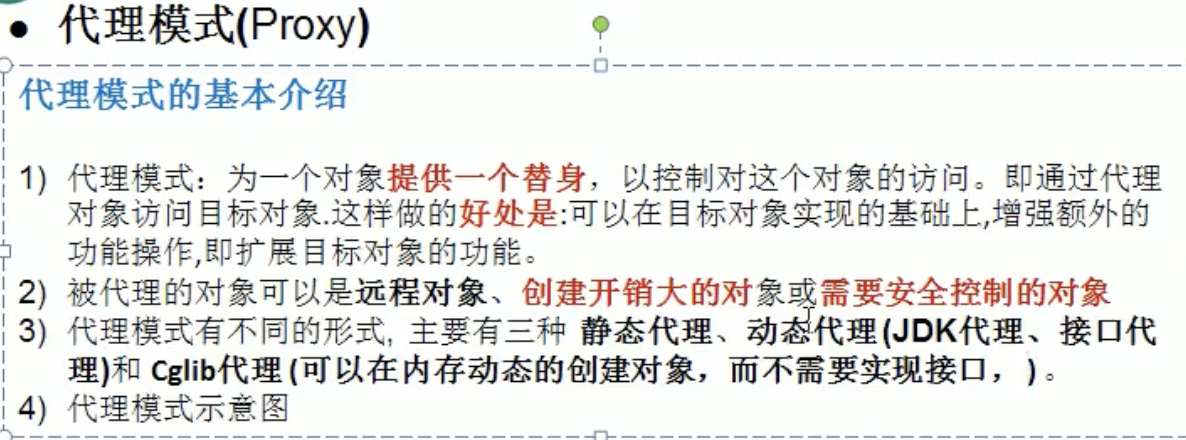 • 代理模式(Proxy)
代理模式的基本介绍
1) 代理模式：为一个对象提供一个替身，以控制对这个对象的访问。即通过代理
对象访问目标对象.这样做的好处是:可以在目标对象实现的基础上,增强额外的
功能操作,即扩展目标对象的功能。
2) 被代理的对象可以是远程对象、创建开销大的对象或需要安全控制的对象
3) 代理模式有不同的形式, 主要有三种 静态代理、动态代理(JDK代理、接口代
理)和 Cglib代理 (可以在内存动态的创建对象，而不需要实现接口， ) 。
4) 代理模式示意图